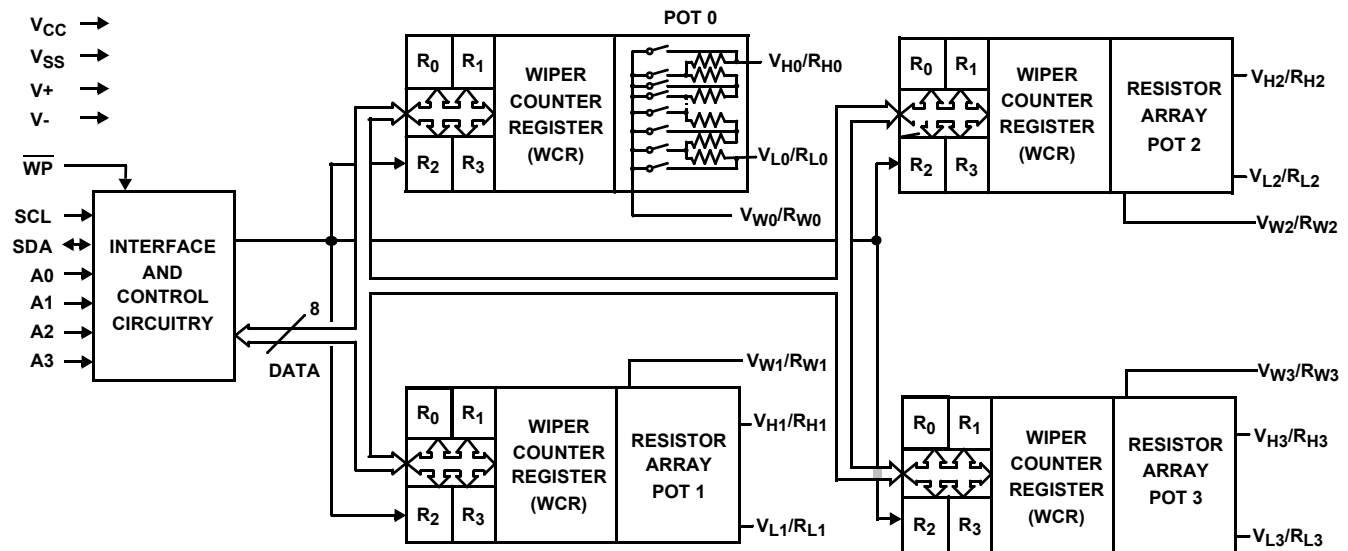 V_CC
V_SS
V+
V-
WP
SCL
SDA
A0
A1
A2
A3
INTERFACE
AND
CONTROL
CIRCUITRY
8
DATA
POT 0
R0 R1
R2 R3
WIPER
COUNTER
REGISTER
(WCR)
VH0/RH0
VL0/RL0
VW0/RW0
R0 R1
R2 R3
WIPER
COUNTER
REGISTER
(WCR)
RESISTOR
ARRAY
POT 2
VH2/RH2
VL2/RL2
VW2/RW2
VW1/RW1
R0 R1
R2 R3
WIPER
COUNTER
REGISTER
(WCR)
RESISTOR
ARRAY
POT 1
VH1/RH1
VL1/RL1
VW3/RW3
R0 R1
R2 R3
WIPER
COUNTER
REGISTER
(WCR)
RESISTOR
ARRAY
POT 3
VH3/RH3
VL3/RL3